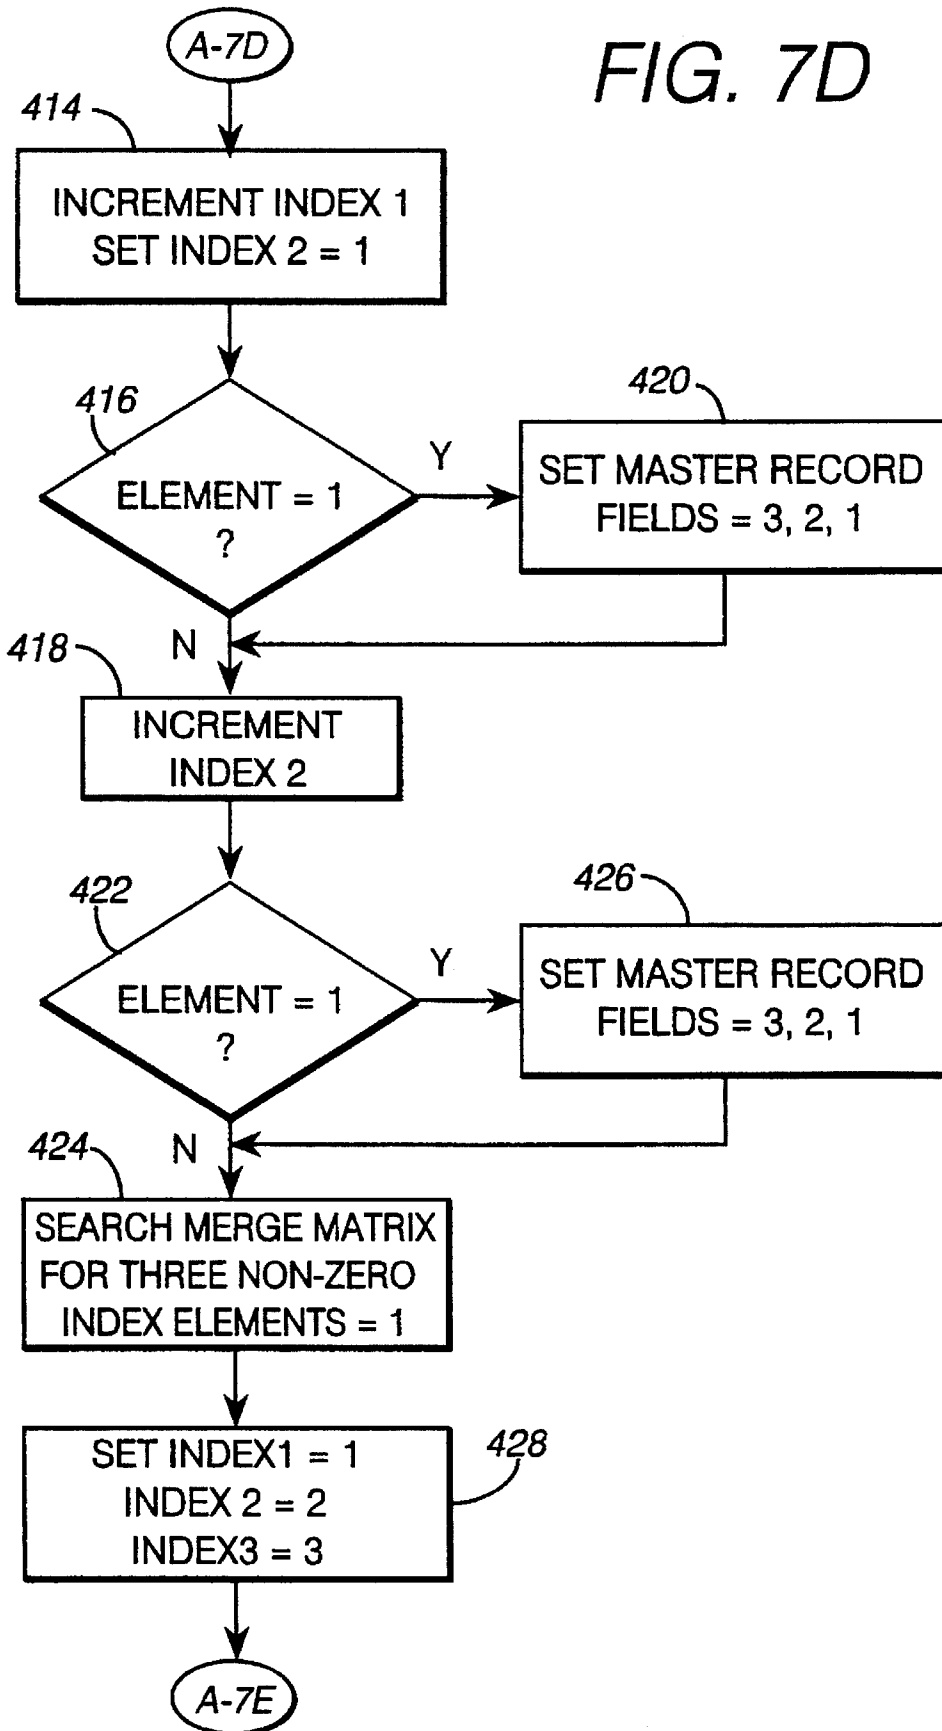 A-7D
FIG. 7D
414
INCREMENT INDEX 1
SET INDEX 2 = 1
416
ELEMENT = 1
?
Y
420
SET MASTER RECORD
FIELDS = 3, 2, 1
N
418
INCREMENT
INDEX 2
422
ELEMENT = 1
?
Y
426
SET MASTER RECORD
FIELDS = 3, 2, 1
N
424
SEARCH MERGE MATRIX
FOR THREE NON-ZERO
INDEX ELEMENTS = 1
SET INDEX1 = 1
INDEX 2 = 2
INDEX3 = 3
428
A-7E